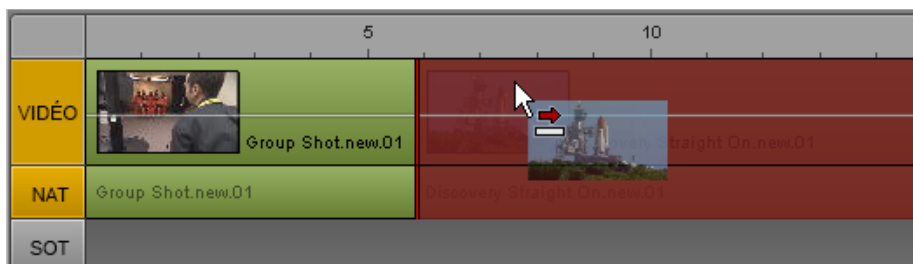 5 10
VIDÉO
Group Shot.new.01
Discovery Straight On.new.01
NAT
Group Shot.new.01
Discovery Straight On.new.01
SOT